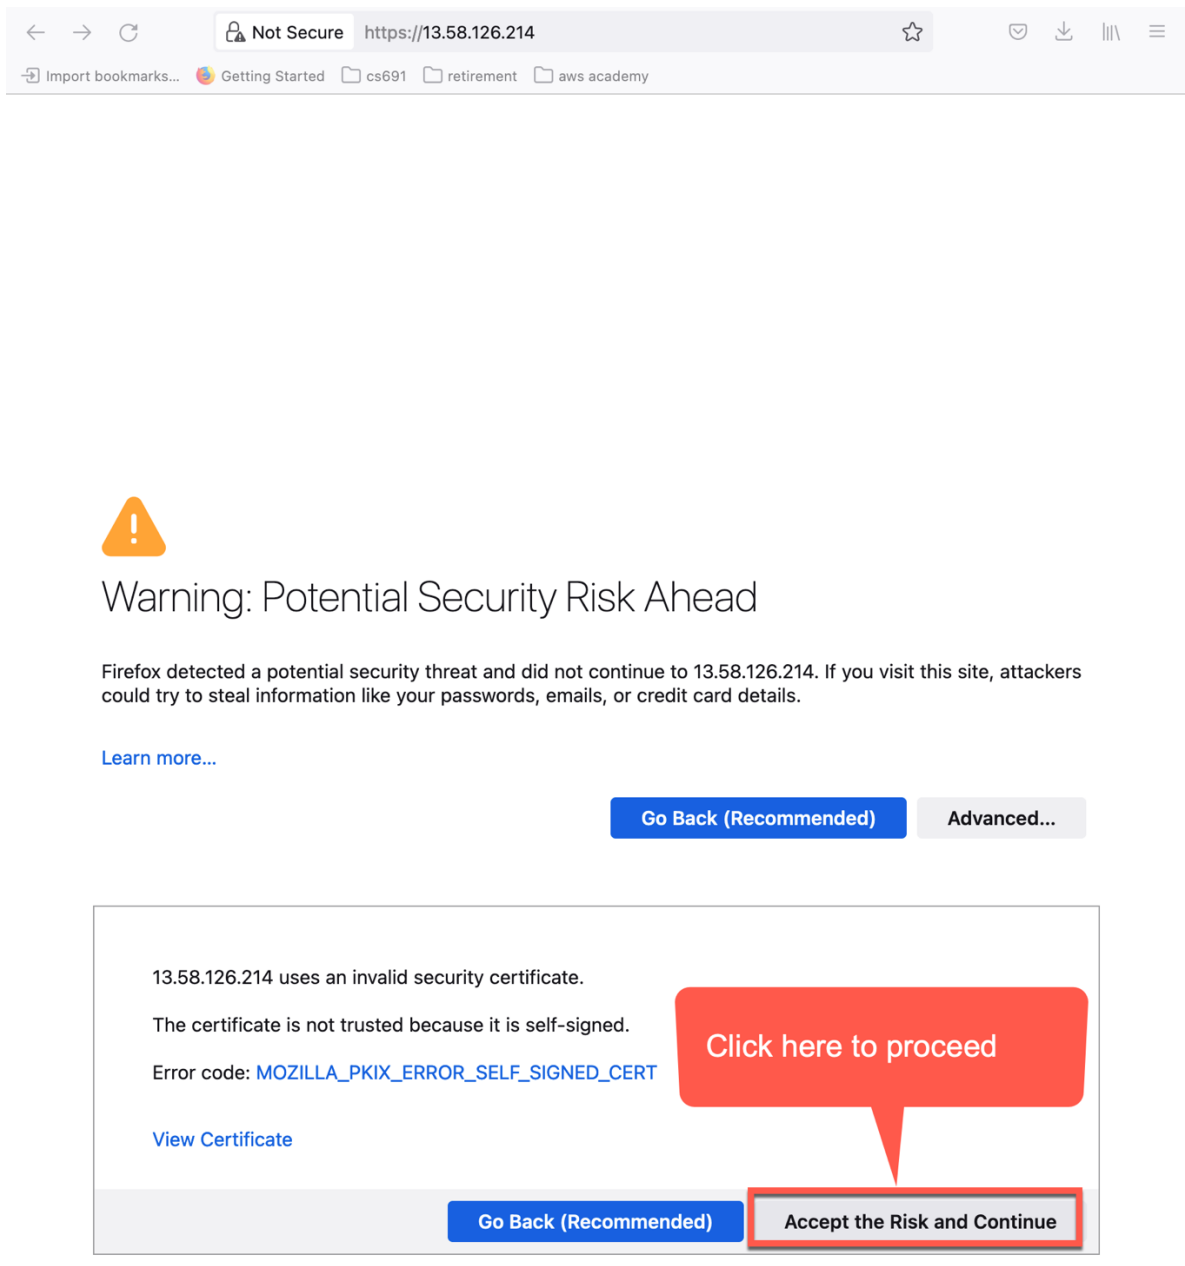 Not Secure https://13.58.126.214
Import bookmarks... Getting Started cs691 retirement aws academy
Warning: Potential Security Risk Ahead
Firefox detected a potential security threat and did not continue to 13.58.126.214. If you visit this site, attackers
could try to steal information like your passwords, emails, or credit card details.
Learn more...
Go Back (Recommended) Advanced...
13.58.126.214 uses an invalid security certificate.
The certificate is not trusted because it is self-signed.
Click here to proceed
Error code: MOZILLA_PKIX_ERROR_SELF_SIGNED_CERT
View Certificate
Go Back (Recommended) Accept the Risk and Continue